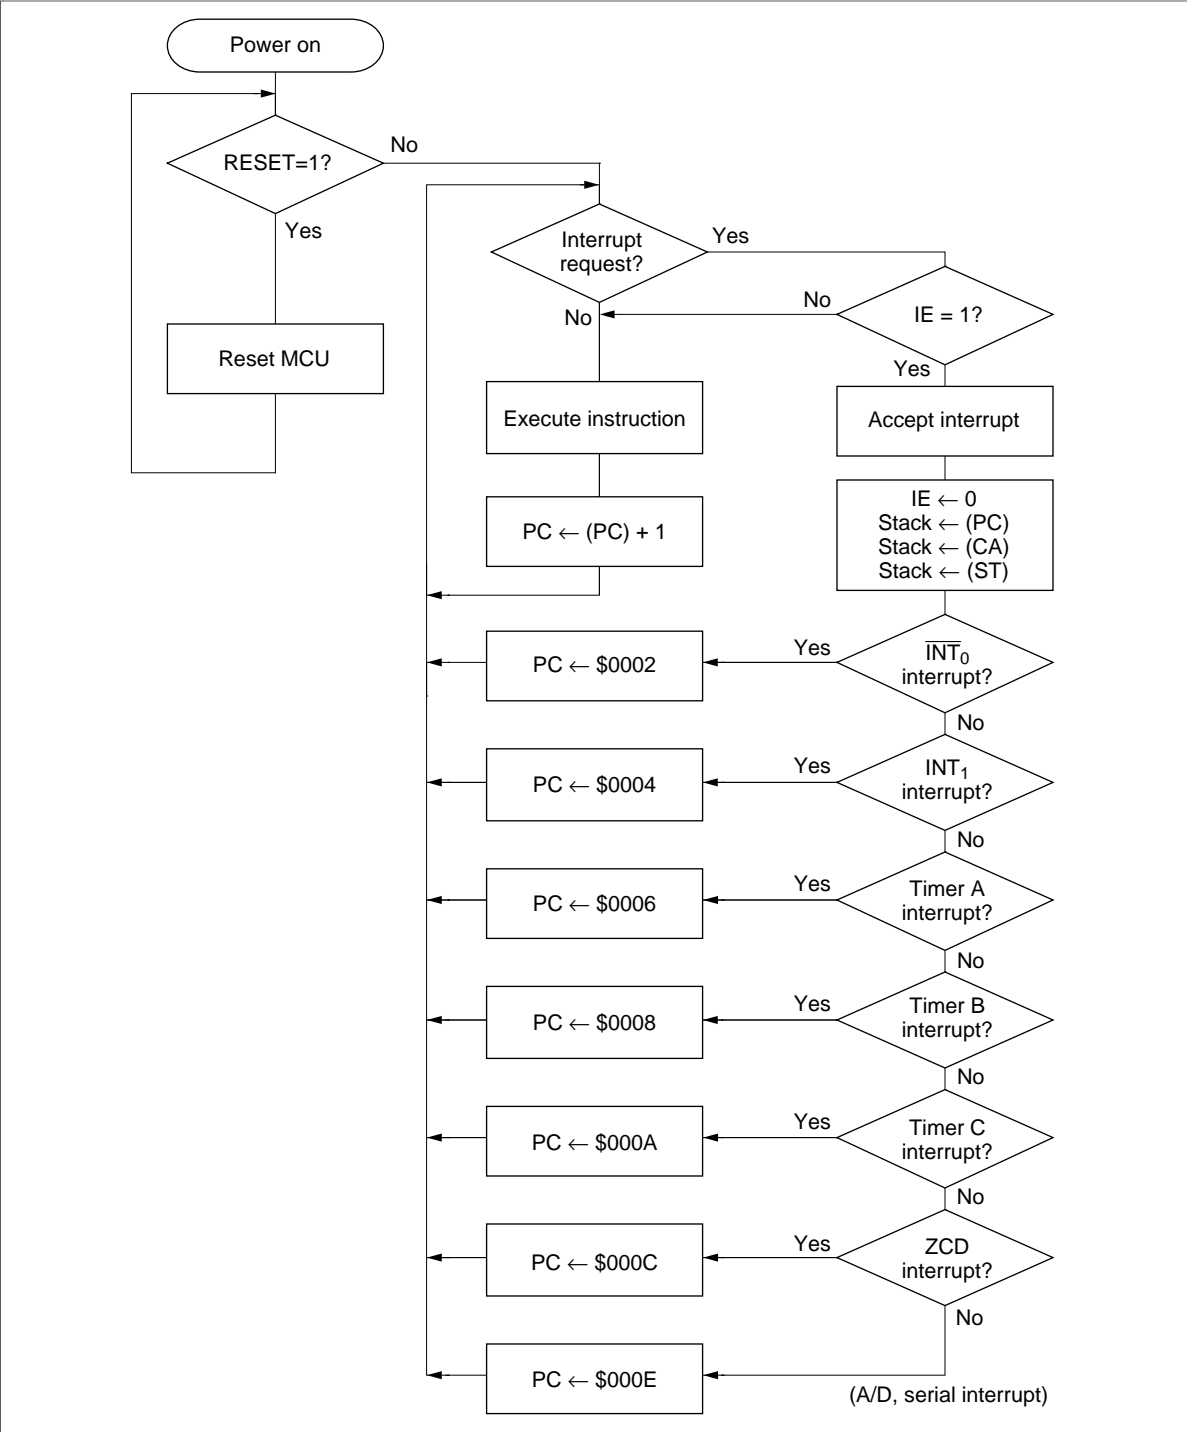 Power on
RESET=1?
No
Yes
Reset MCU
Interrupt
request?
Yes
No
IE = 1?
No
Yes
Execute instruction
Accept interrupt
PC ← (PC) + 1
IE ← 0
Stack ← (PC)
Stack ← (CA)
Stack ← (ST)
PC ← $0002
Yes
I̅N̅T̅₀
interrupt?
No
PC ← $0004
Yes
INT₁
interrupt?
No
PC ← $0006
Yes
Timer A
interrupt?
No
PC ← $0008
Yes
Timer B
interrupt?
No
PC ← $000A
Yes
Timer C
interrupt?
No
PC ← $000C
Yes
ZCD
interrupt?
No
PC ← $000E
(A/D, serial interrupt)